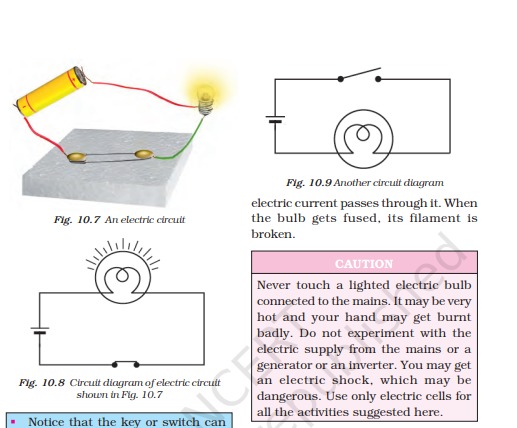 Fig. 10.7 An electric circuit
Fig. 10.8 Circuit diagram of electric circuit
shown in Fig. 10.7
Notice that the key or switch can
Fig. 10.9 Another circuit diagram
electric current passes through it. When
the bulb gets fused, its filament is
broken.
CAUTION
Never touch a lighted electric bulb
connected to the mains. It may be very
hot and your hand may get burnt
badly. Do not experiment with the
electric supply from the mains or a
generator or an inverter. You may get
an electric shock, which may be
dangerous. Use only electric cells for
all the activities suggested here.
NCERT
republished